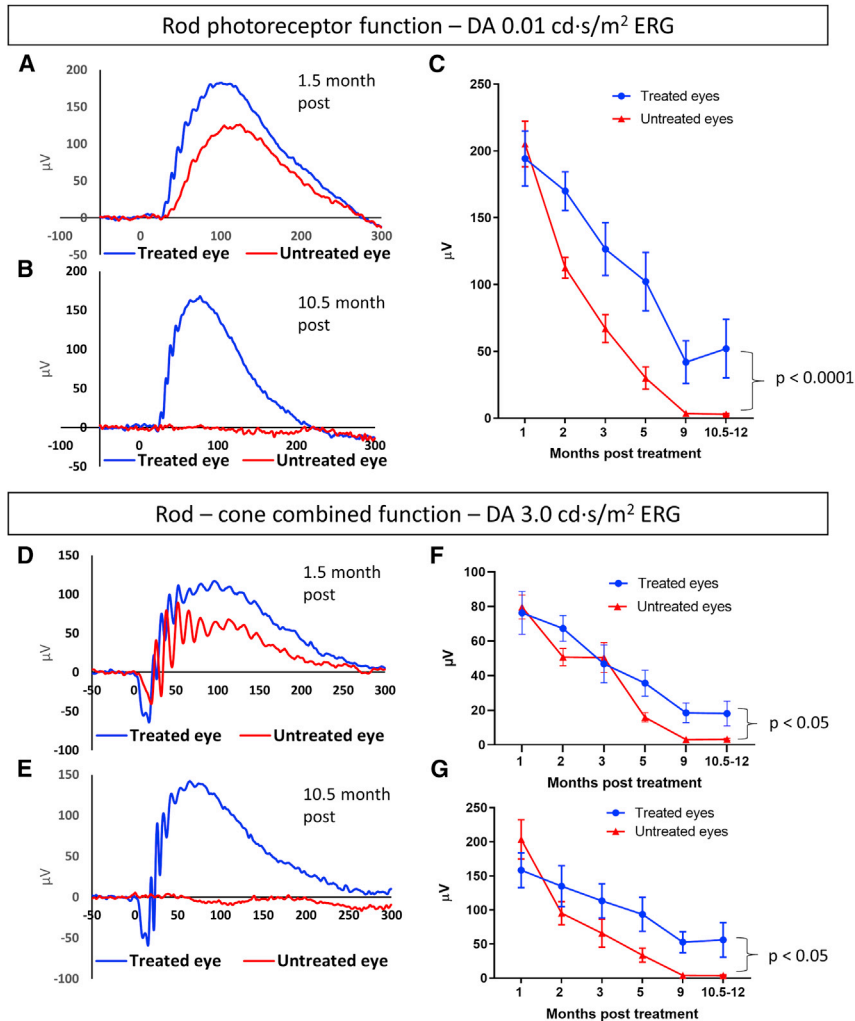 Rod photoreceptor function – DA 0.01 cd·s/m² ERG
A
200
150
100
50
0
-50
µV
-100
0
100
200
300
1.5 month
post
Treated eye
Untreated eye
B
200
150
100
50
0
-50
µV
-100
0
100
200
300
10.5 month
post
Treated eye
Untreated eye
C
250
200
150
100
50
0
µV
Treated eyes
Untreated eyes
p < 0.0001
1
2
3
5
9
10.5-12
Months post treatment
Rod – cone combined function – DA 3.0 cd·s/m² ERG
D
150
100
50
0
-50
-100
µV
-50
0
50
100
150
200
250
300
1.5 month
post
Treated eye
Untreated eye
E
150
100
50
0
-50
-100
µV
-50
0
50
100
150
200
250
300
10.5 month
post
Treated eye
Untreated eye
F
100
80
60
40
20
0
µV
Treated eyes
Untreated eyes
p < 0.05
1
2
3
5
9
10.5-12
Months post treatment
G
250
200
150
100
50
0
µV
Treated eyes
Untreated eyes
p < 0.05
1
2
3
5
9
10.5-12
Months post treatment